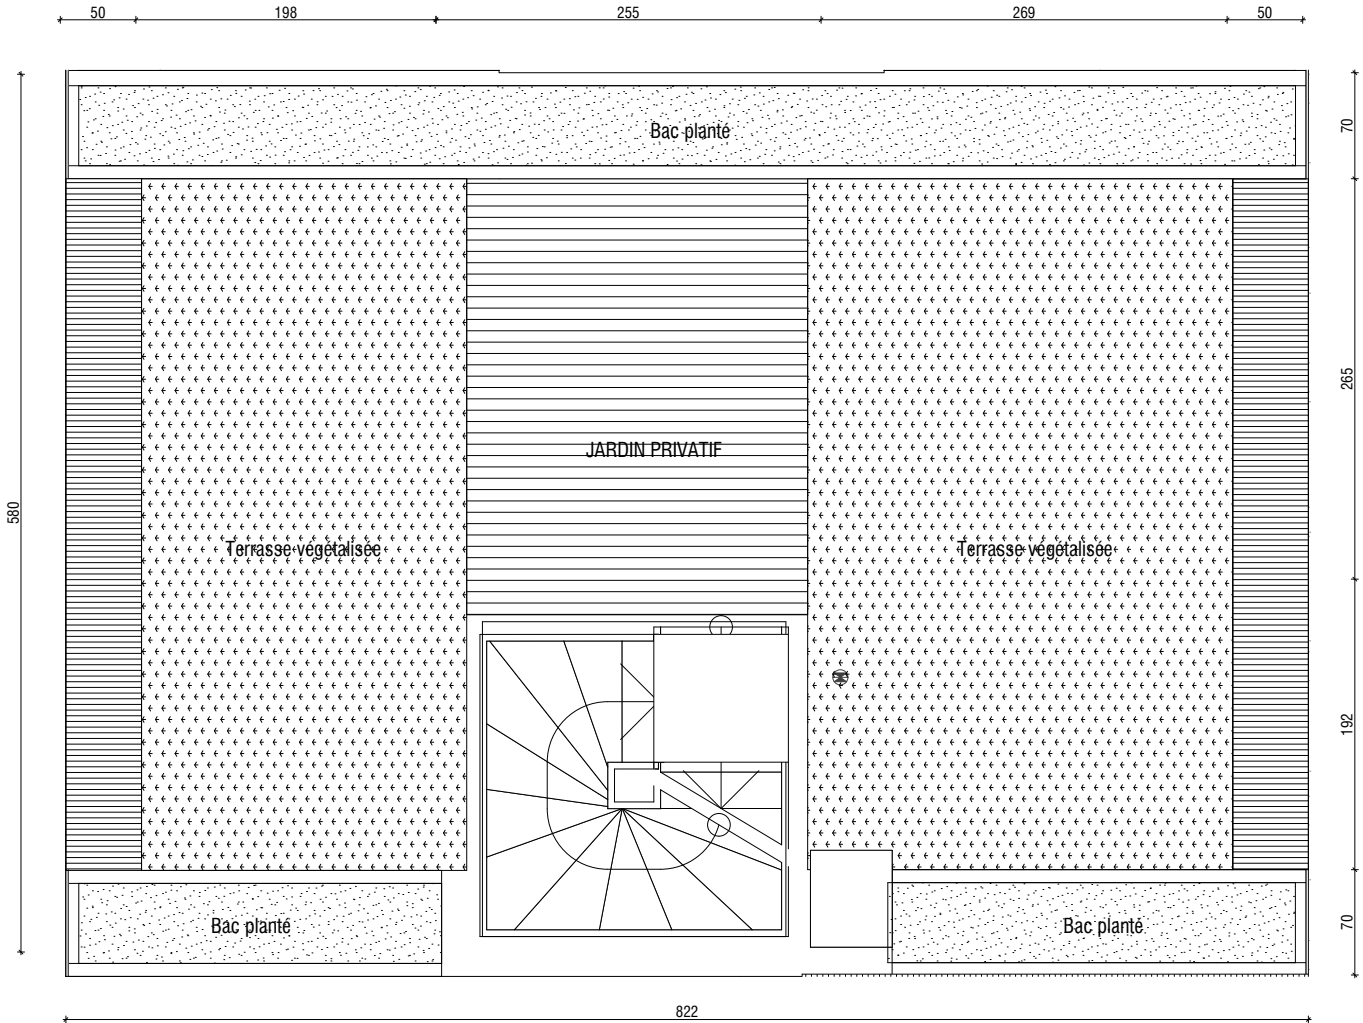 50
198
255
269
50
Bac planté
70
265
JARDIN PRIVATIF
580
Terrasse végétalisée
Terrasse végétalisée
192
Bac planté
Bac planté
70
822